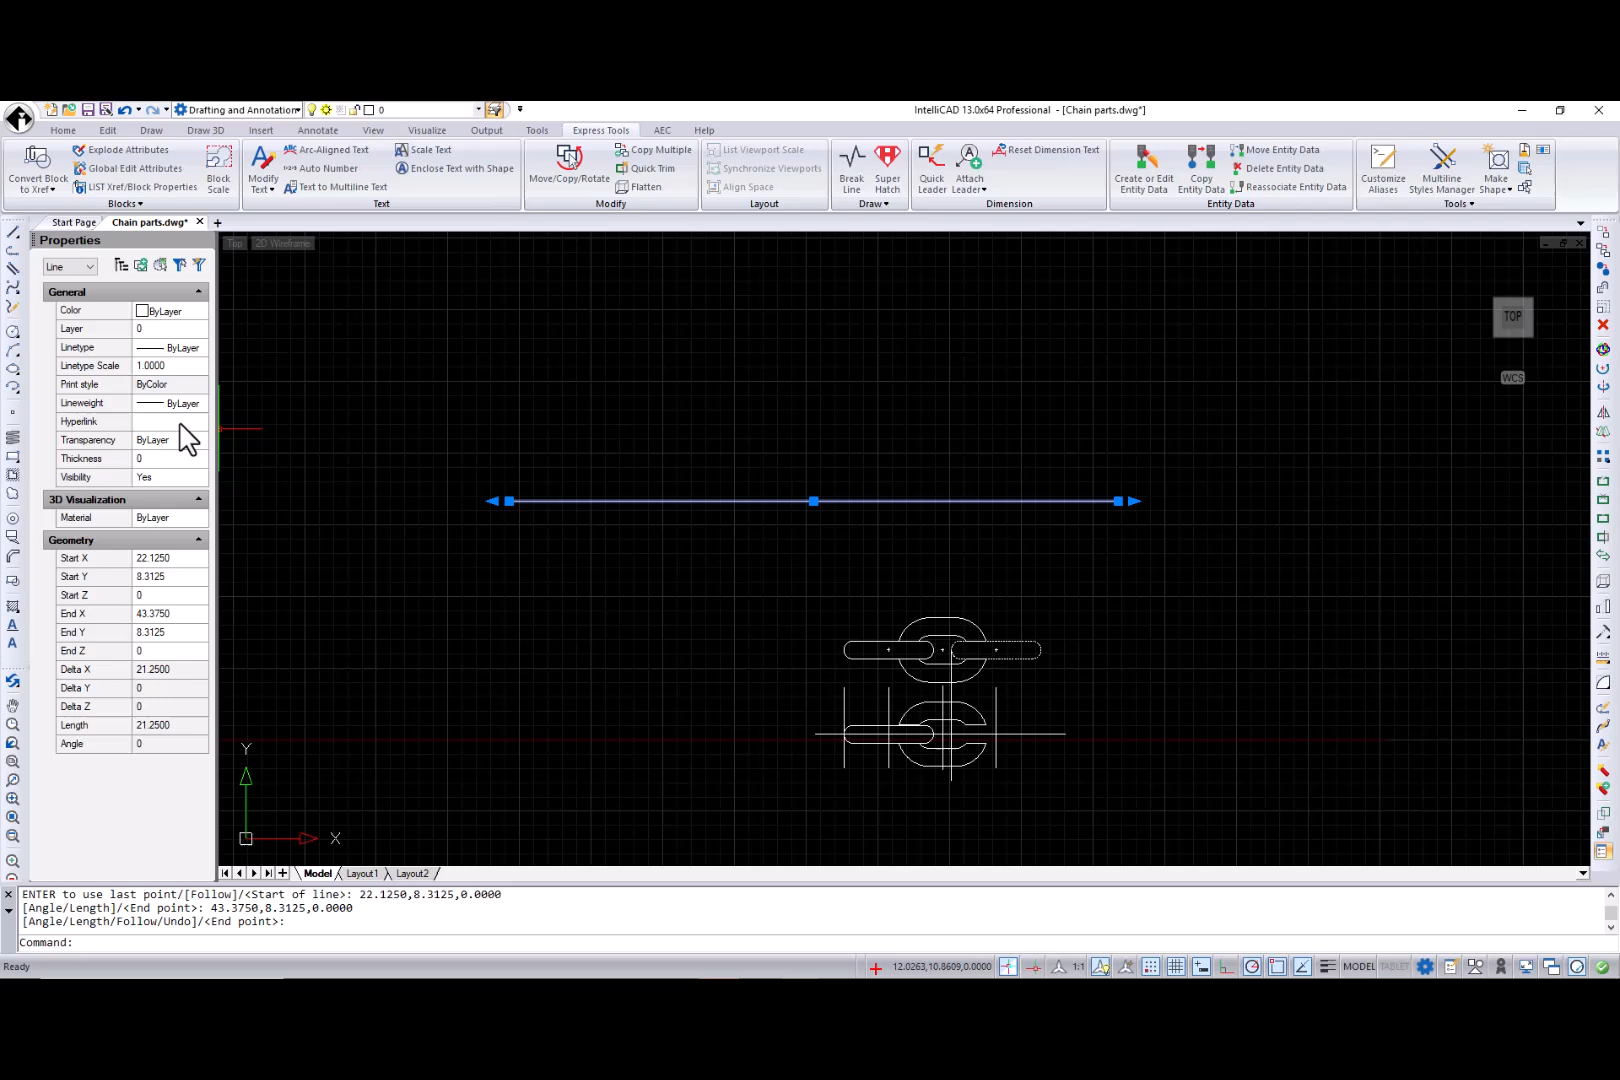 Drafting and Annotation
0
IntelliCAD 13.0x64 Professional - [Chain parts.dwg*]
Home Edit Draw Draw 3D Insert Annotate View Visualize Output Tools Express Tools AEC Help
Convert Block to Xref
Explode Attributes
Global Edit Attributes
LIST Xref/Block Properties
Block Scale
Blocks
Modify Text
Arc-Aligned Text
Auto Number
Text to Multiline Text
Scale Text
Enclose Text with Shape
Text
Move/Copy/Rotate
Copy Multiple
Quick Trim
Flatten
Modify
List Viewport Scale
Synchronize Viewports
Align Space
Layout
Break Line
Super Hatch
Draw
Quick Leader
Attach Leader
Reset Dimension Text
Dimension
Create or Edit Entity Data
Copy Entity Data
Move Entity Data
Delete Entity Data
Reassociate Entity Data
Entity Data
Customize Aliases
Multiline Styles Manager
Make Shape
Tools
Start Page Chain parts.dwg*
Properties
Top 2D Wireframe
Line
General
Color ByLayer
Layer 0
Linetype ByLayer
Linetype Scale 1.0000
Print style ByColor
Lineweight ByLayer
Hyperlink
Transparency ByLayer
Thickness 0
Visibility Yes
3D Visualization
Material ByLayer
Geometry
Start X 22.1250
Start Y 8.3125
Start Z 0
End X 43.3750
End Y 8.3125
End Z 0
Delta X 21.2500
Delta Y 0
Delta Z 0
Length 21.2500
Angle 0
TOP
WCS
Y
X
Model Layout1 Layout2
ENTER to use last point/[Follow]/<Start of line>: 22.1250,8.3125,0.0000
[Angle/Length]/<End point>: 43.3750,8.3125,0.0000
[Angle/Length/Follow/Undo]/<End point>:
Command:
Ready
12.0263,10.8609,0.0000 1:1 MODEL TABLET